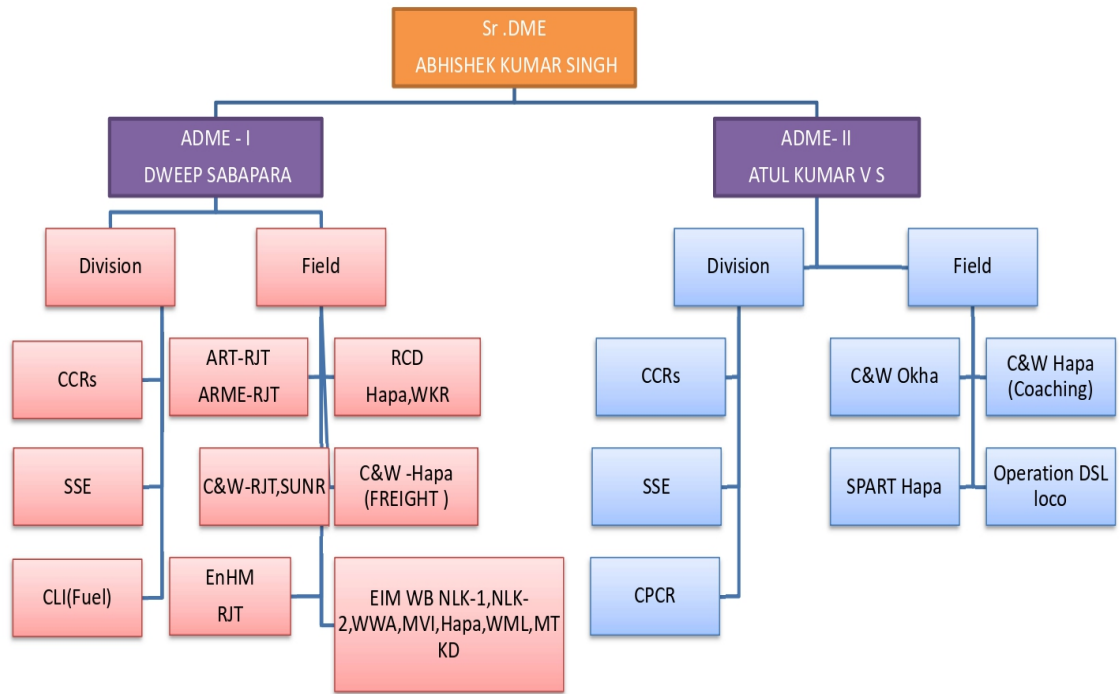 Sr .DME
ABHISHEK KUMAR SINGH
ADME - I
DWEEP SABAPARA
ADME- II
ATUL KUMAR V S
Division
Field
Division
Field
CCRs
ART-RJT
ARME-RJT
RCD
Hapa,WKR
CCRs
C&W Okha
C&W Hapa
(Coaching)
SSE
C&W-RJT,SUNR
C&W -Hapa
(FREIGHT )
SSE
SPART Hapa
Operation DSL
loco
CLI(Fuel)
EnHM
RJT
EIM WB NLK-1,NLK-
2,WWA,MVI,Hapa,WML,MT
KD
CPCR